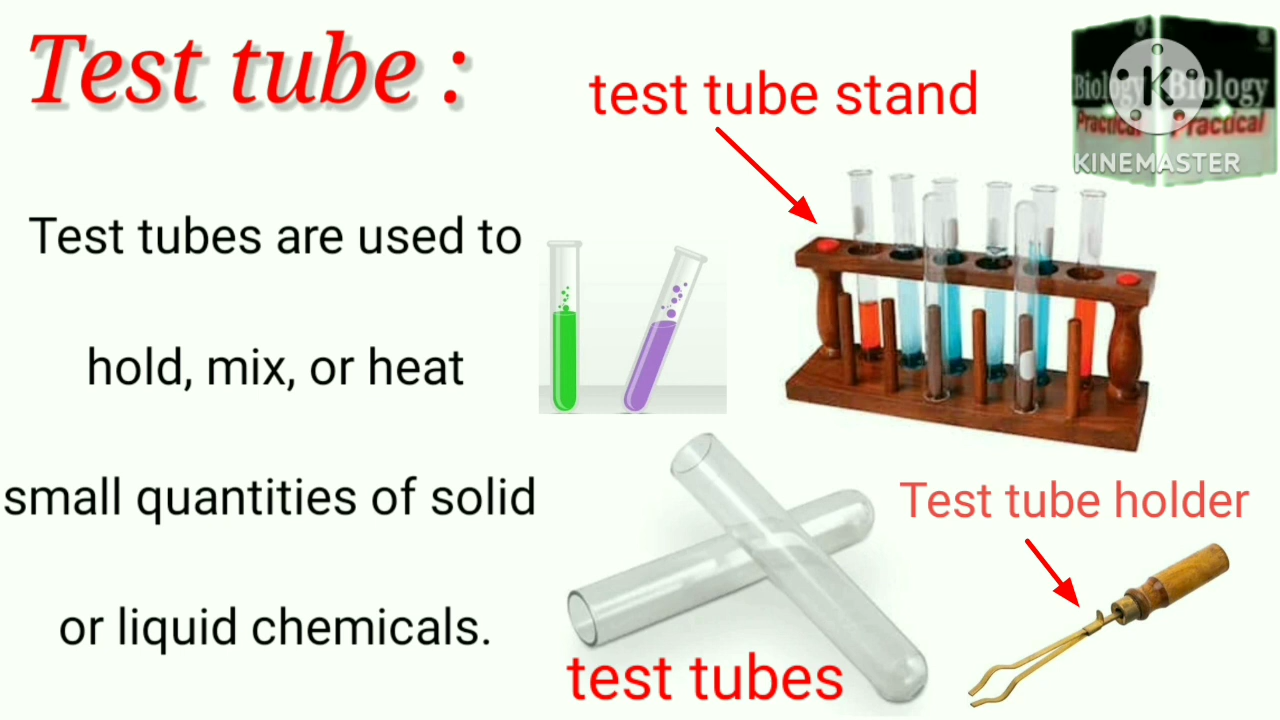 Test tube :
test tube stand
Biology Biology
Practical Practical
KINEMASTER
Test tubes are used to
hold, mix, or heat
small quantities of solid
or liquid chemicals.
Test tube holder
test tubes